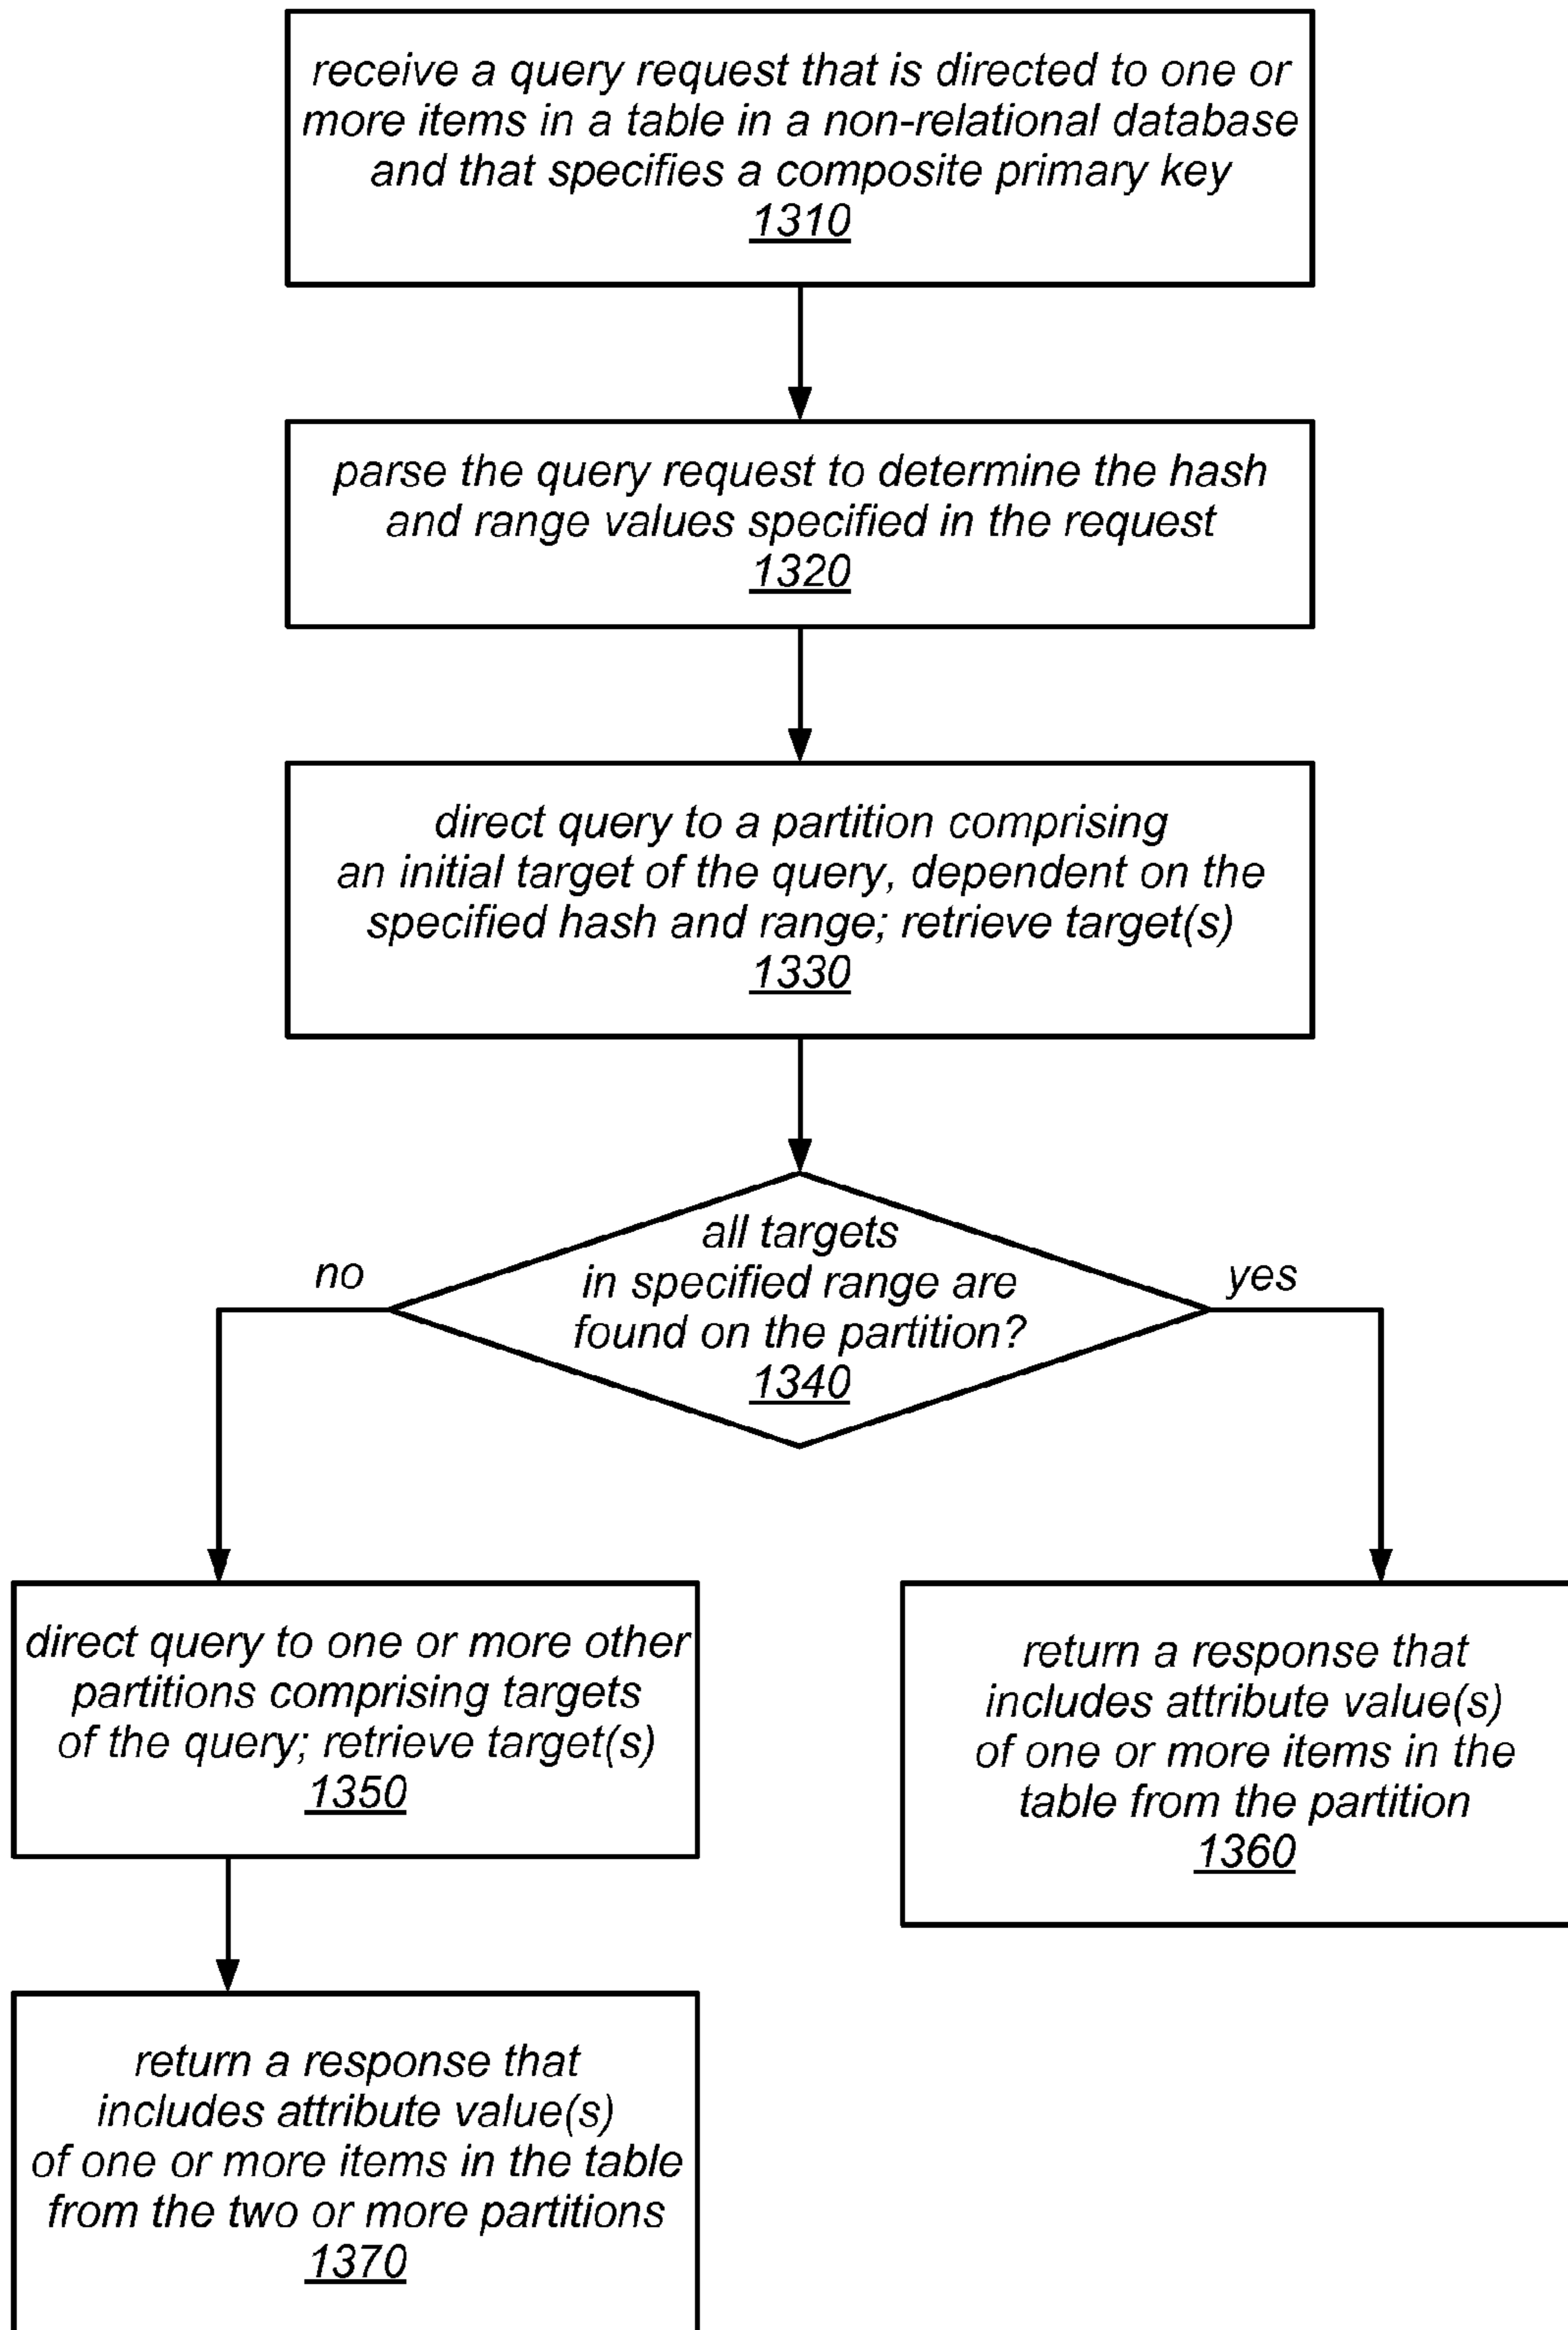 receive a query request that is directed to one or
more items in a table in a non-relational database
and that specifies a composite primary key
1310
parse the query request to determine the hash
and range values specified in the request
1320
direct query to a partition comprising
an initial target of the query, dependent on the
specified hash and range; retrieve target(s)
1330
all targets
in specified range are
found on the partition?
1340
no
yes
direct query to one or more other
partitions comprising targets
of the query; retrieve target(s)
1350
return a response that
includes attribute value(s)
of one or more items in the
table from the partition
1360
return a response that
includes attribute value(s)
of one or more items in the table
from the two or more partitions
1370